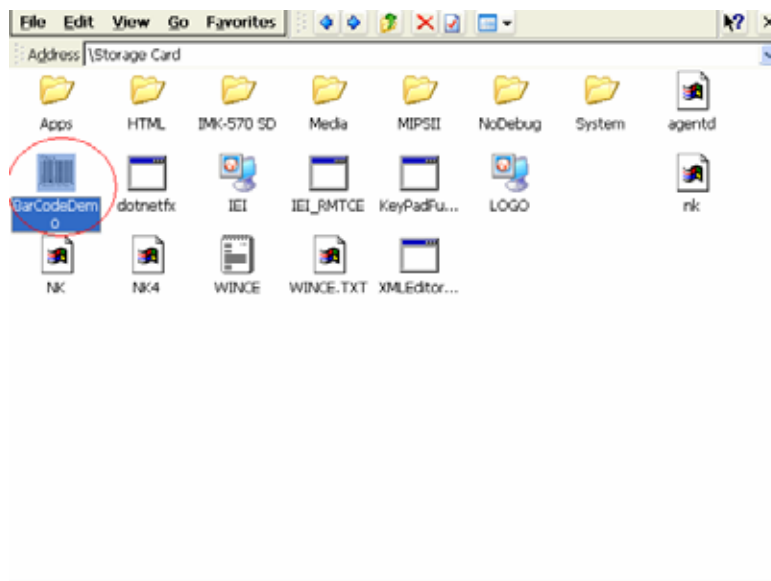 File Edit View Go Favorites
Address \Storage Card
Apps HTML IMK-570 SD Media MIPSII NoDebug System agentd
BarCodeDem dotnetfx IEI IEI_RMTCE KeyPadFu... LOGO nk
o
NK NK4 WINCE WINCE.TXT XMLEditor...